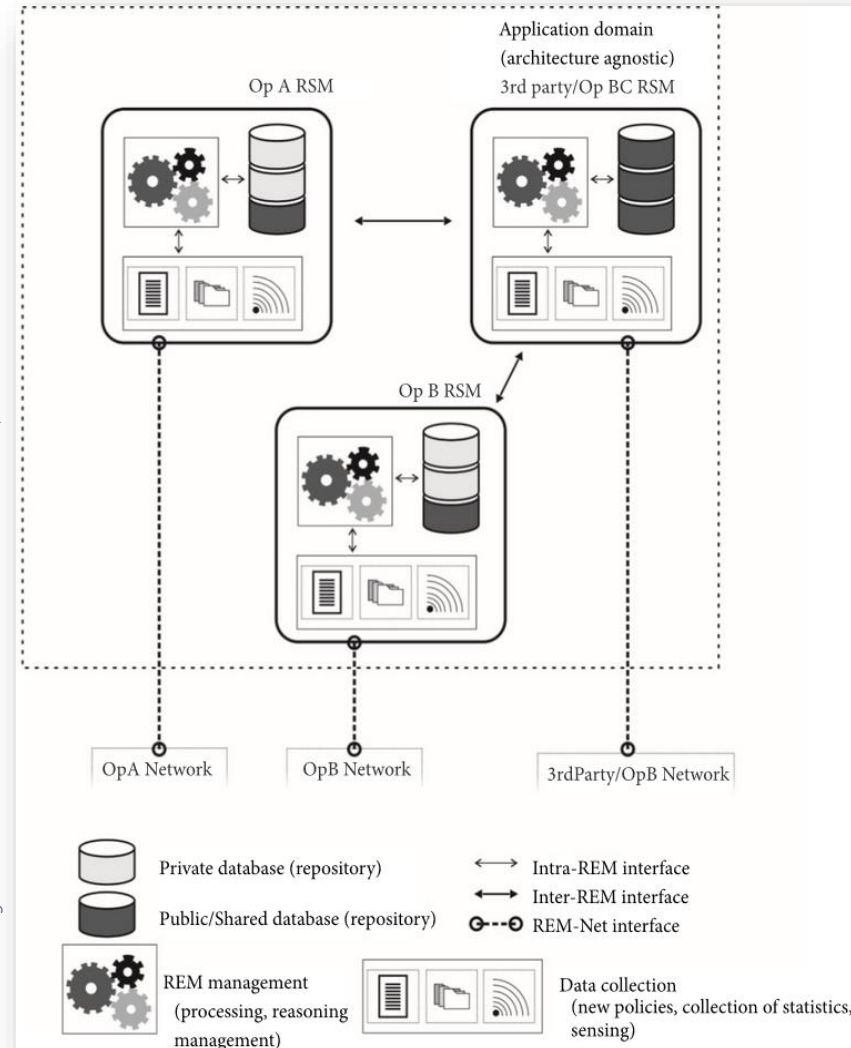 Application domain
(architecture agnostic)
Op A RSM
3rd party/Op BC RSM
Op B RSM
OpA Network
OpB Network
3rdParty/OpB Network
Private database (repository)
Public/Shared database (repository)
Intra-REM interface
Inter-REM interface
REM-Net interface
REM management
(processing, reasoning
management)
Data collection
(new policies, collection of statistics,
sensing)